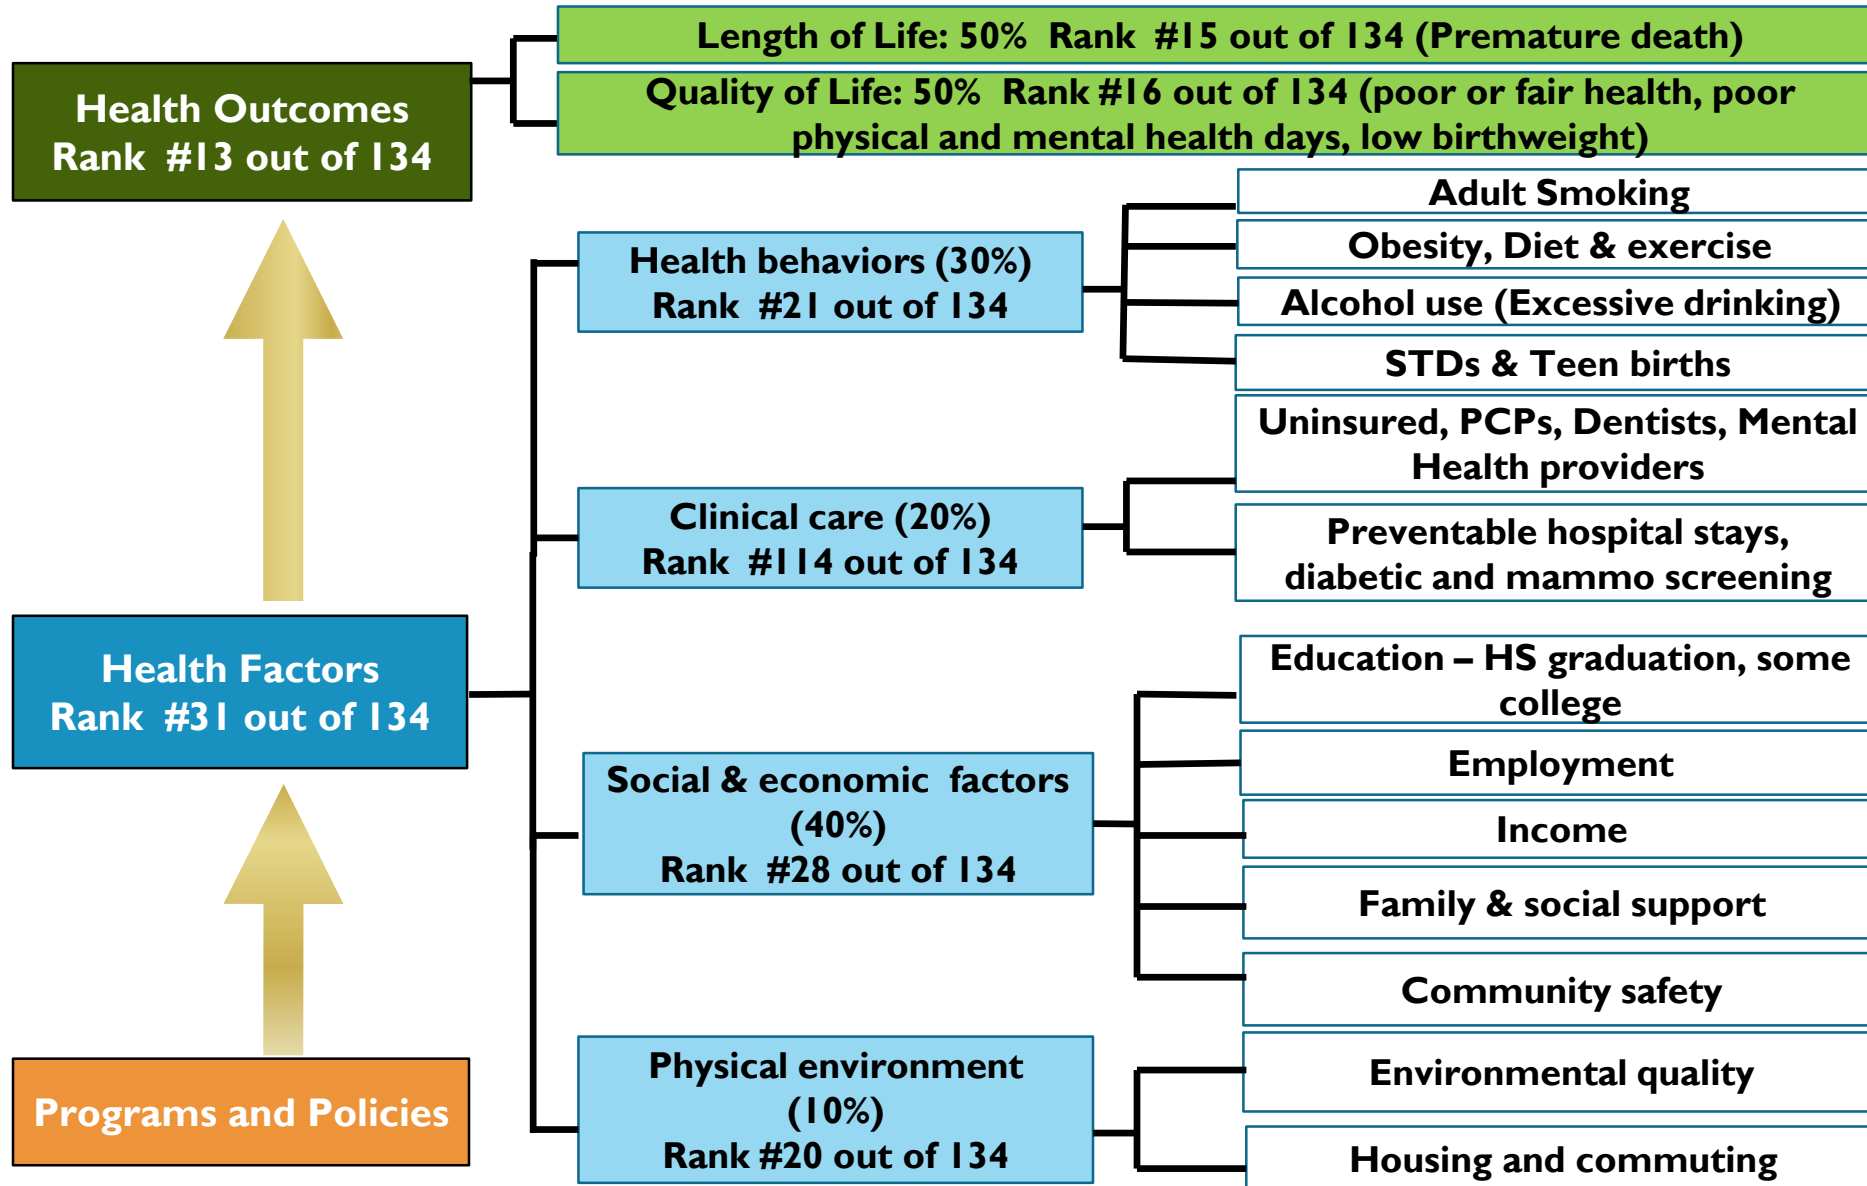 Length of Life: 50% Rank #15 out of 134 (Premature death)
Quality of Life: 50% Rank #16 out of 134 (poor or fair health, poor
physical and mental health days, low birthweight)
Health Outcomes
Rank #13 out of 134
Adult Smoking
Health behaviors (30%)
Rank #21 out of 134
Obesity, Diet & exercise
Alcohol use (Excessive drinking)
STDs & Teen births
Uninsured, PCPs, Dentists, Mental
Health providers
Clinical care (20%)
Rank #114 out of 134
Preventable hospital stays,
diabetic and mammo screening
Health Factors
Rank #31 out of 134
Education – HS graduation, some
college
Social & economic factors
(40%)
Rank #28 out of 134
Employment
Income
Family & social support
Community safety
Physical environment
(10%)
Rank #20 out of 134
Environmental quality
Housing and commuting
Programs and Policies